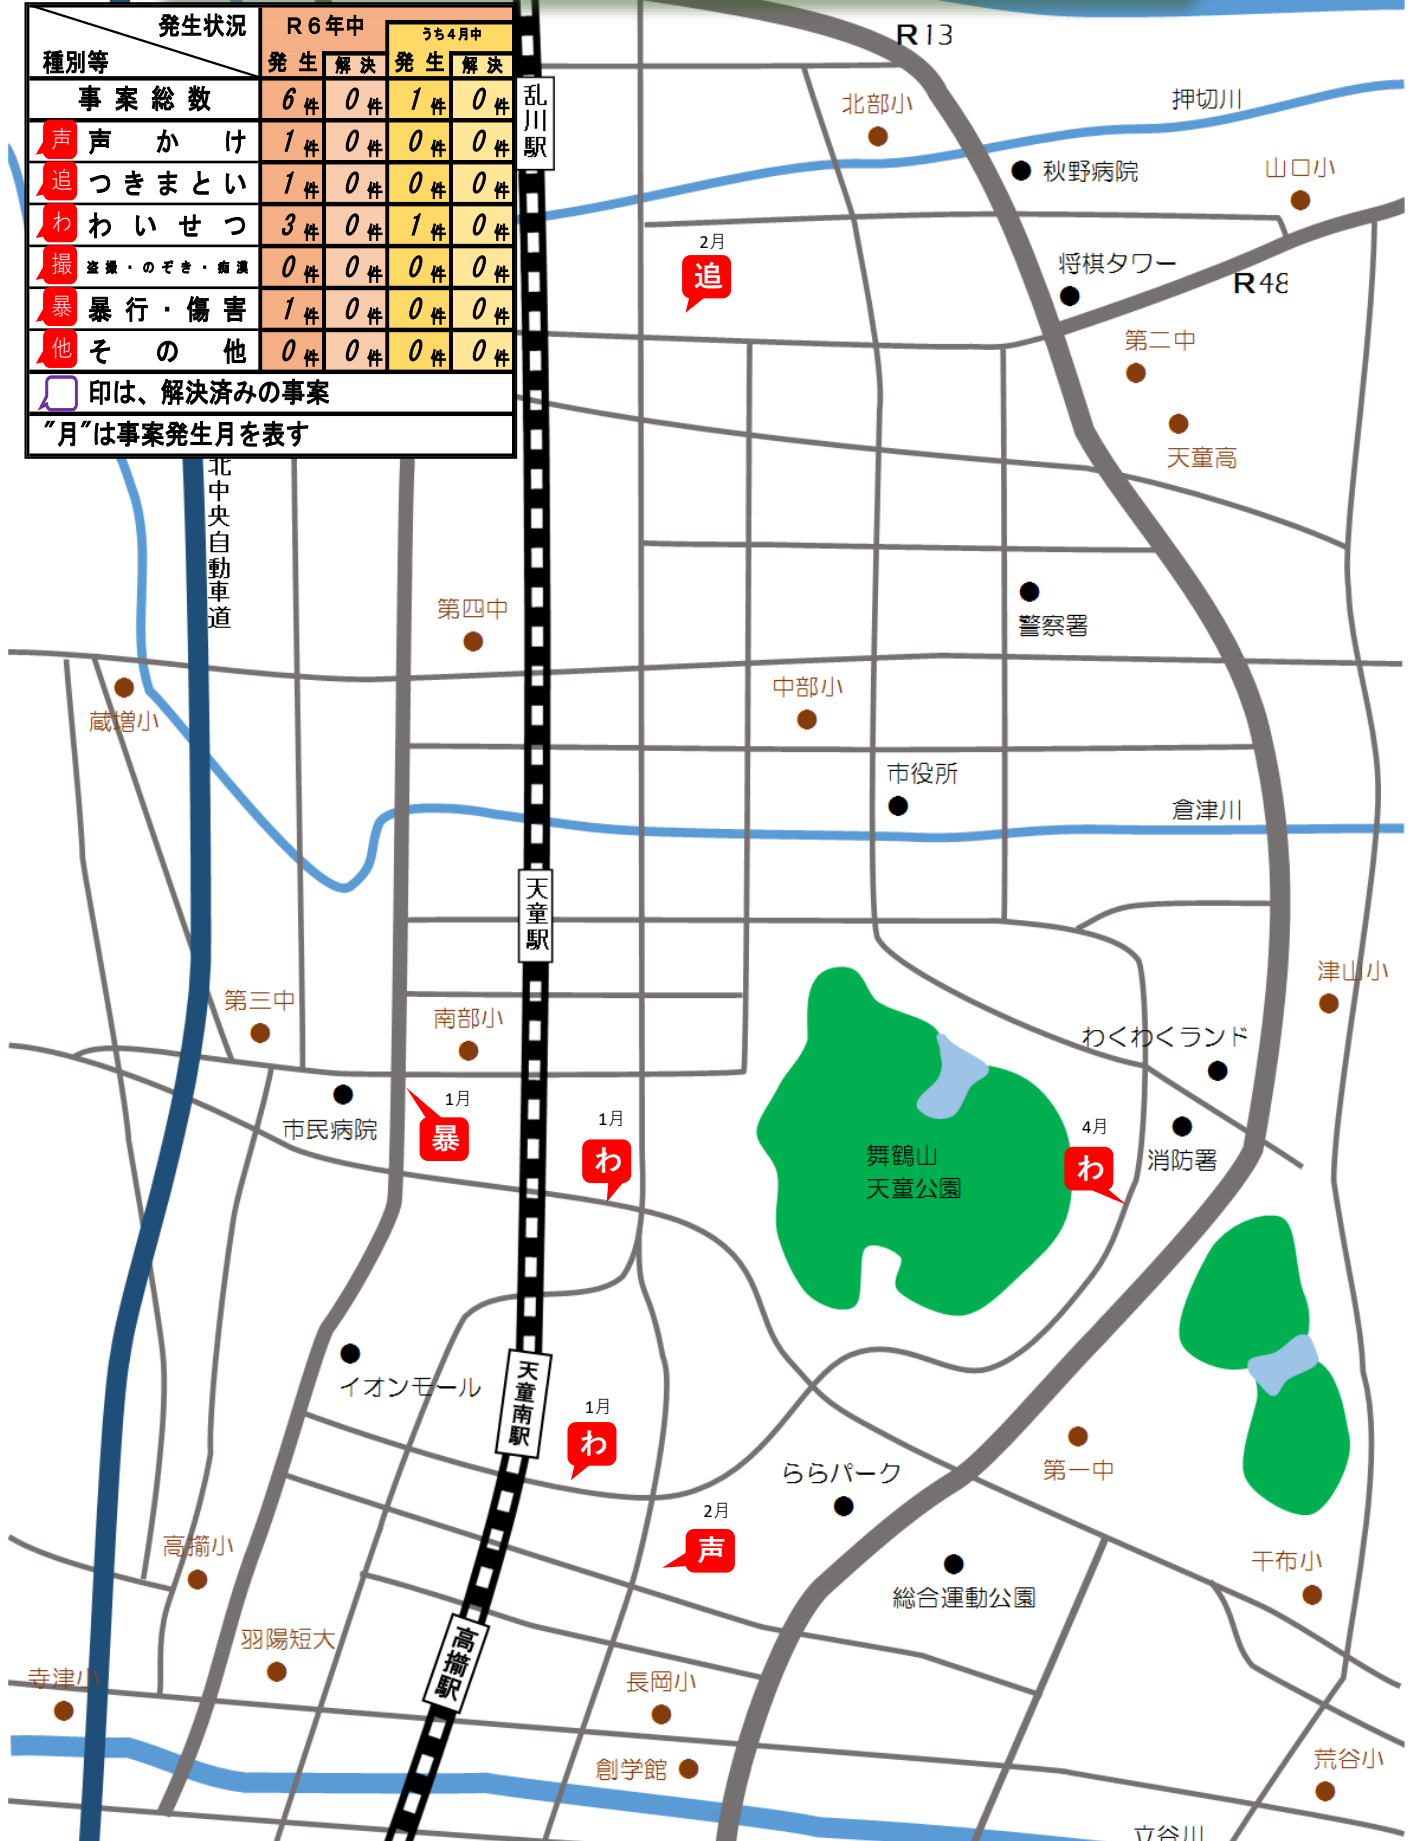 発生状況
種別等
R６年中
うち４月中
発生 解決 発生 解決
事案総数 6件 0件 1件 0件
声 声かけ 1件 0件 0件 0件
追 つきまとい 1件 0件 0件 0件
わ わいせつ 3件 0件 1件 0件
撮 盗撮・のぞき・痴漢 0件 0件 0件 0件
暴 暴行・傷害 1件 0件 0件 0件
他 その他 0件 0件 0件 0件
印は、解決済みの事案
"月"は事案発生月を表す
R13
乱川駅
北部小
押切川
秋野病院
山口小
2月
追
将棋タワー
R48
第二中
天童高
北中央自動車道
第四中
警察署
蔵増小
中部小
市役所
倉津川
天童駅
津山小
第三中
南部小
わくわくランド
市民病院
1月
暴
1月
わ
4月
わ
消防署
舞鶴山
天童公園
イオンモール
天童南駅
1月
わ
ららパーク
第一中
2月
声
高擶小
総合運動公園
干布小
羽陽短大
高擶駅
寺津小
長岡小
創学館
荒谷小
立谷川